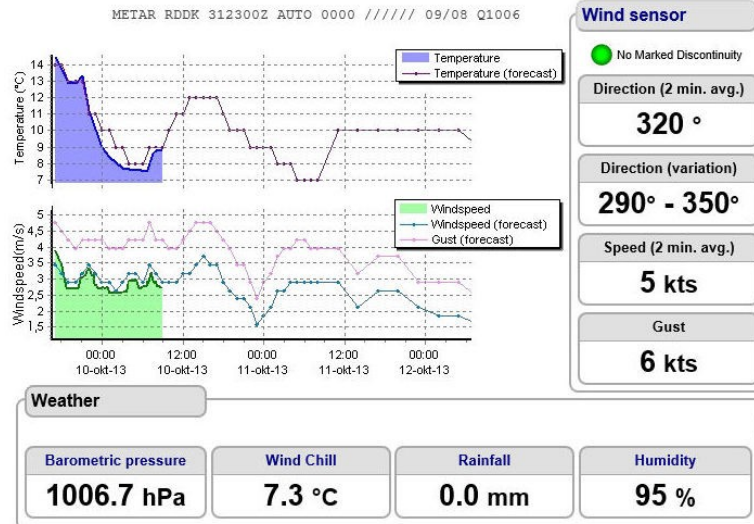 METAR RDDK 312300Z AUTO 0000 ////// 09/08 Q1006
Temperature
Temperature (forecast)
Temperature (°C)
14
13
12
11
10
9
8
7
Windspeed
Windspeed (forecast)
Gust (forecast)
Windspeed(m/s)
5
4,5
4
3,5
3
2,5
2
1,5
00:00 12:00 00:00 12:00 00:00
10-okt-13 10-okt-13 11-okt-13 11-okt-13 12-okt-13
Wind sensor
No Marked Discontinuity
Direction (2 min. avg.)
320 °
Direction (variation)
290° - 350°
Speed (2 min. avg.)
5 kts
Gust
6 kts
Weather
Barometric pressure
1006.7 hPa
Wind Chill
7.3 °C
Rainfall
0.0 mm
Humidity
95 %